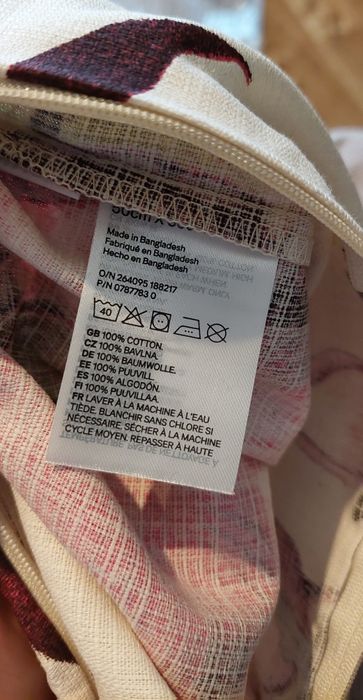 Made in Bangladesh
Fabriqué en Bangladesh
Hecho en Bangladesh
O/N 264095 188217
P/N 0787783 0
40
GB 100% COTTON.
CZ 100% BAVLNA.
DE 100% BAUMWOLLE.
EE 100% PUUVILL.
ES 100% ALGODÓN.
FI 100% PUUVILLAA.
FR LAVER À LA MACHINE À L'EAU
TIÈDE. BLANCHIR SANS CHLORE SI
NÉCESSAIRE. SÉCHER À LA MACHINE
CYCLE MOYEN. REPASSER À HAUTE